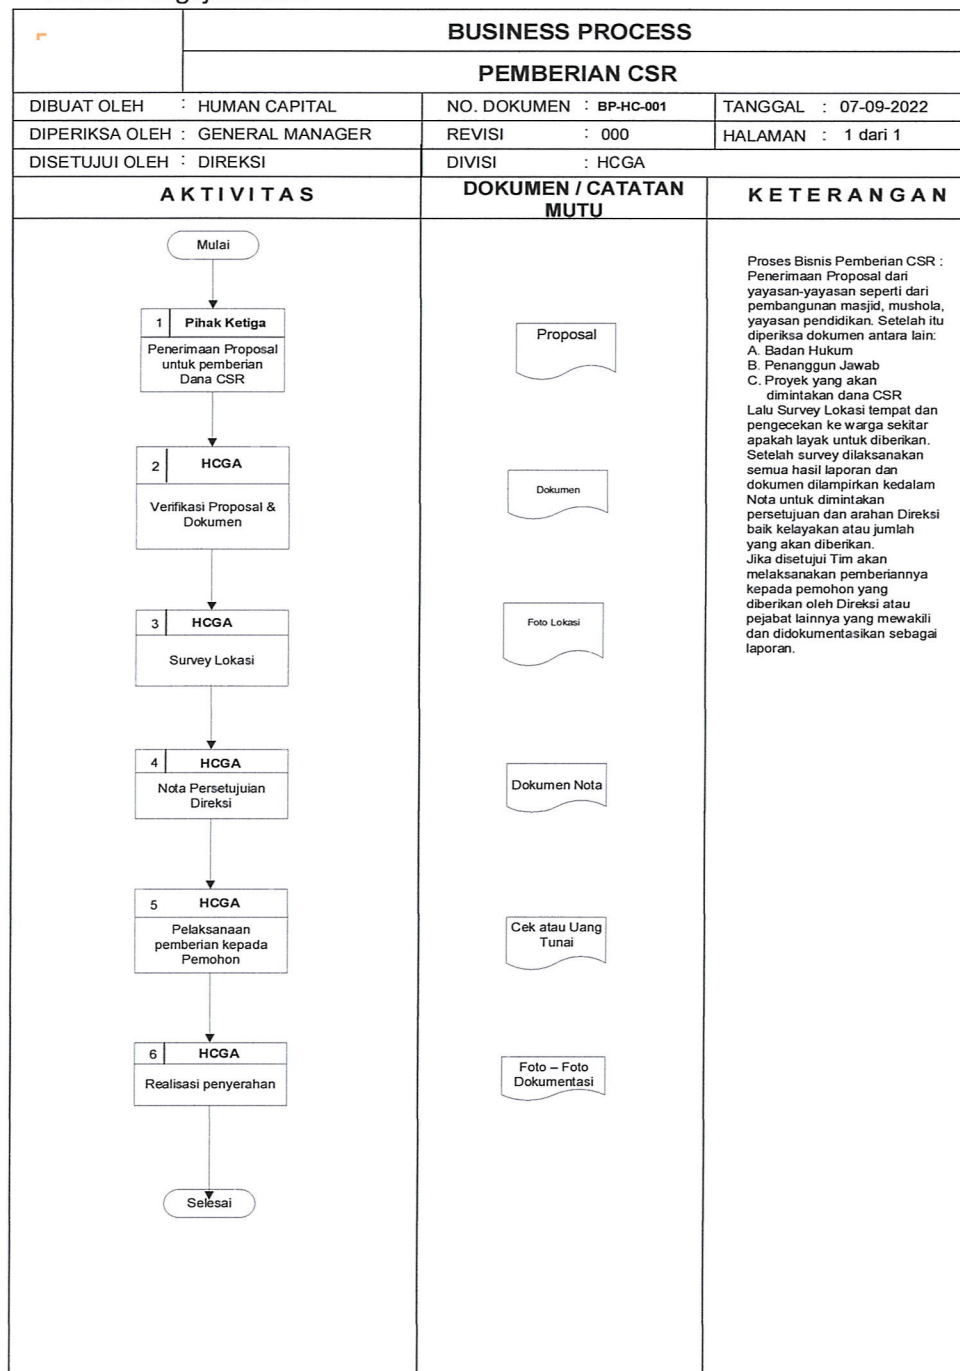 BUSINESS PROCESS
PEMBERIAN CSR
DIBUAT OLEH : HUMAN CAPITAL
NO. DOKUMEN : BP-HC-001
TANGGAL : 07-09-2022
DIPERIKSA OLEH : GENERAL MANAGER
REVISI : 000
HALAMAN : 1 dari 1
DISETUJUI OLEH : DIREKSI
DIVISI : HCGA
AKTIVITAS
DOKUMEN / CATATAN
MUTU
KETERANGAN
Mulai
1 Pihak Ketiga
Penerimaan Proposal
untuk pemberian
Dana CSR
2 HCGA
Verifikasi Proposal &
Dokumen
3 HCGA
Survey Lokasi
4 HCGA
Nota Persetujuian
Direksi
5 HCGA
Pelaksanaan
pemberian kepada
Pemohon
6 HCGA
Realisasi penyerahan
Selesai
Proposal
Dokumen
Foto Lokasi
Dokumen Nota
Cek atau Uang
Tunai
Foto – Foto
Dokumentasi
Proses Bisnis Pemberian CSR :
Penerimaan Proposal dari
yayasan-yayasan seperti dari
pembangunan masjid, mushola,
yayasan pendidikan. Setelah itu
diperiksa dokumen antara lain:
A. Badan Hukum
B. Penanggun Jawab
C. Proyek yang akan
dimintakan dana CSR
Lalu Survey Lokasi tempat dan
pengecekan ke warga sekitar
apakah layak untuk diberikan.
Setelah survey dilaksanakan
semua hasil laporan dan
dokumen dilampirkan kedalam
Nota untuk dimintakan
persetujuan dan arahan Direksi
baik kelayakan atau jumlah
yang akan diberikan.
Jika disetujui Tim akan
melaksanakan pemberiannya
kepada pemohon yang
diberikan oleh Direksi atau
pejabat lainnya yang mewakili
dan didokumentasikan sebagai
laporan.